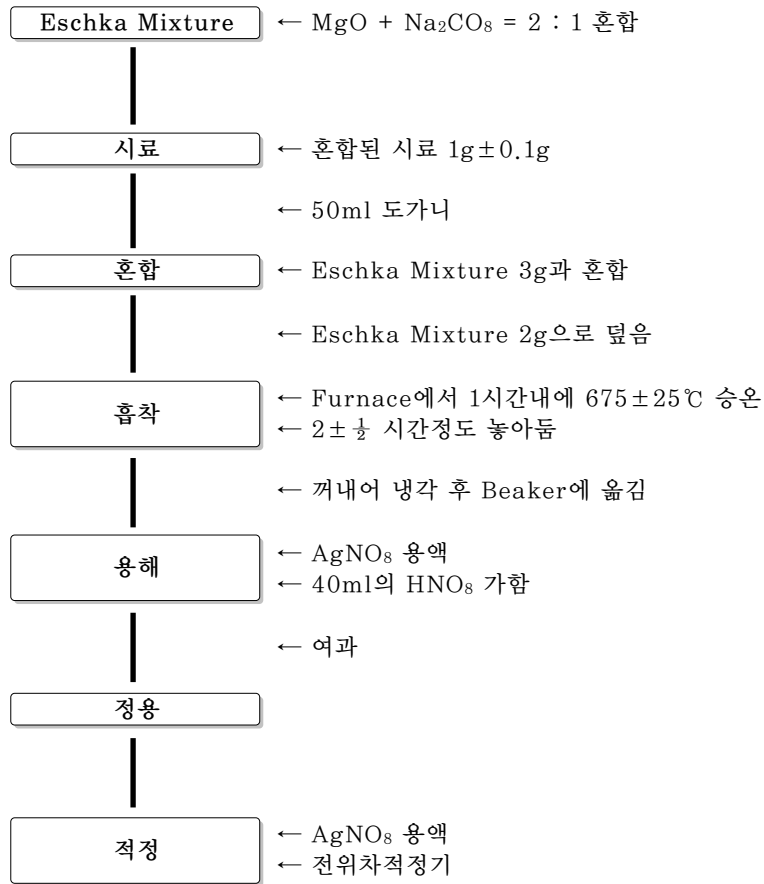 Eschka Mixture ← MgO + Na₂CO₈ = 2 : 1 혼합
시료 ← 혼합된 시료 1g±0.1g
← 50ml 도가니
혼합 ← Eschka Mixture 3g과 혼합
← Eschka Mixture 2g으로 덮음
흡착
← Furnace에서 1시간내에 675±25℃ 승온
← 2±½ 시간정도 놓아둠
← 꺼내어 냉각 후 Beaker에 옮김
용해
← AgNO₈ 용액
← 40ml의 HNO₈ 가함
← 여과
정용
적정
← AgNO₈ 용액
← 전위차적정기